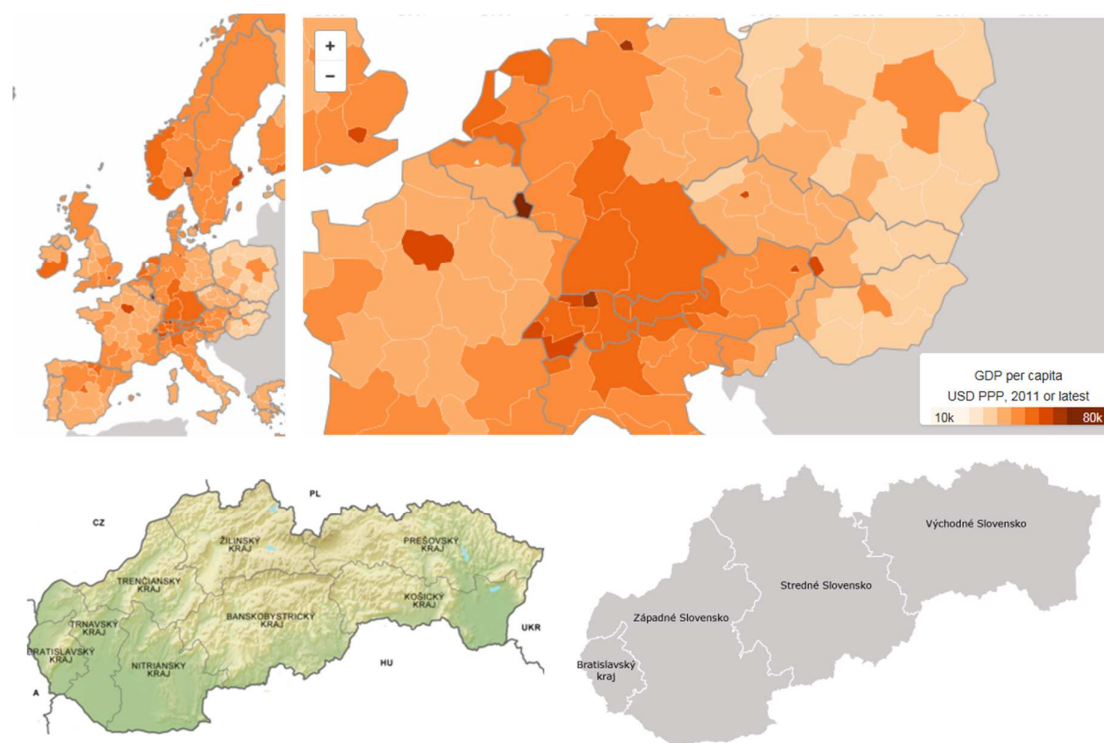 +
−
GDP per capita
USD PPP, 2011 or latest
10k
80k
PL
CZ
ŽILINSKÝ
KRAJ
PREŠOVSKÝ
KRAJ
TRENČIANSKY
KRAJ
KOŠICKÝ
KRAJ
BANSKOBYSTRICKÝ
KRAJ
TRNAVSKÝ
KRAJ
BRATISLAVSKÝ
KRAJ
NITRIANSKY
KRAJ
UKR
HU
A
Východné Slovensko
Stredné Slovensko
Západné Slovensko
Bratislavský
kraj